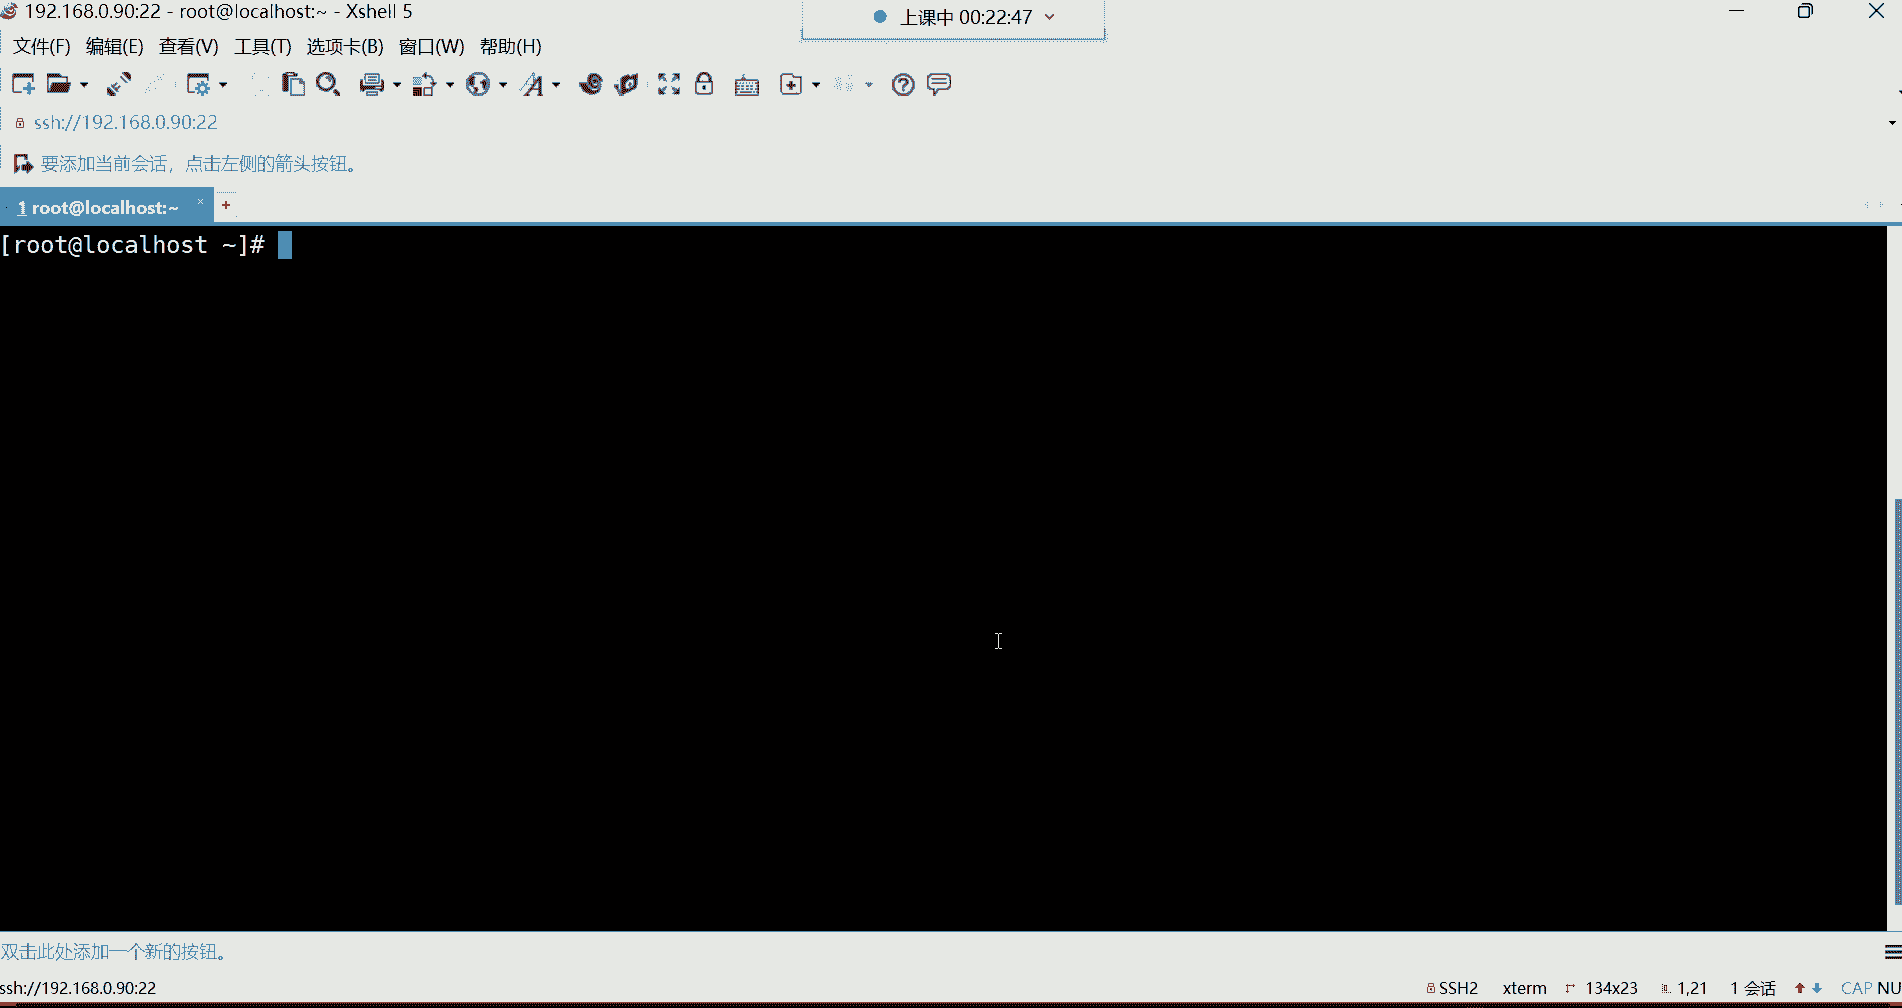 192.168.0.90:22 - root@localhost:~ - Xshell 5
上课中 00:22:47
文件(F) 编辑(E) 查看(V) 工具(T) 选项卡(B) 窗口(W) 帮助(H)
ssh://192.168.0.90:22
要添加当前会话，点击左侧的箭头按钮。
1 root@localhost:~ × +
[root@localhost ~]#
双击此处添加一个新的按钮。
ssh://192.168.0.90:22 SSH2 xterm 134x23 1,21 1 会话 CAP NU